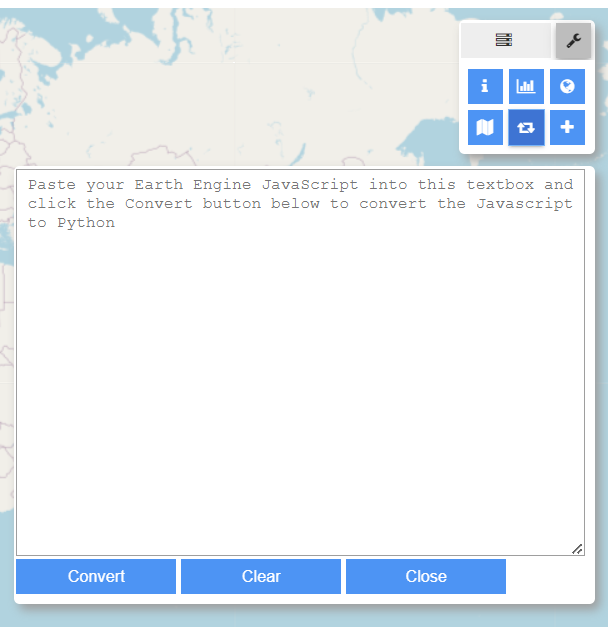 Paste your Earth Engine JavaScript into this textbox and
click the Convert button below to convert the Javascript
to Python
Convert Clear Close